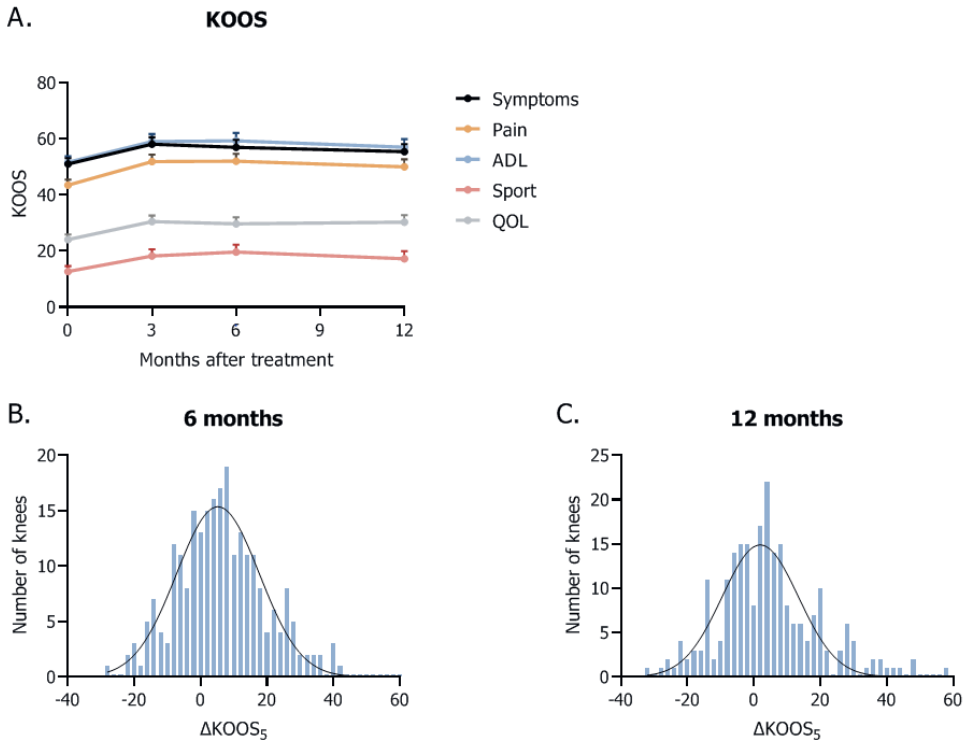 A.
KOOS
80
60
40
20
0
KOOS
0 3 6 9 12
Months after treatment
Symptoms
Pain
ADL
Sport
QOL
B.
6 months
20
15
10
5
0
Number of knees
-40 -20 0 20 40 60
ΔKOOS₅
C.
12 months
25
20
15
10
5
0
Number of knees
-40 -20 0 20 40 60
ΔKOOS₅